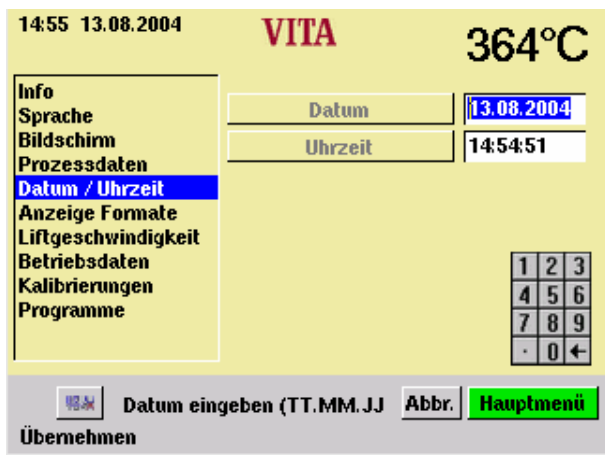 14:55 13.08.2004
VITA
364°C
Info
Sprache
Bildschirm
Prozessdaten
Datum / Uhrzeit
Anzeige Formate
Liftgeschwindigkeit
Betriebsdaten
Kalibrierungen
Programme
Datum
13.08.2004
Uhrzeit
14:54:51
1 2 3
4 5 6
7 8 9
· 0 ←
Datum eingeben (TT.MM.JJ
Abbr.
Hauptmenü
Übernehmen